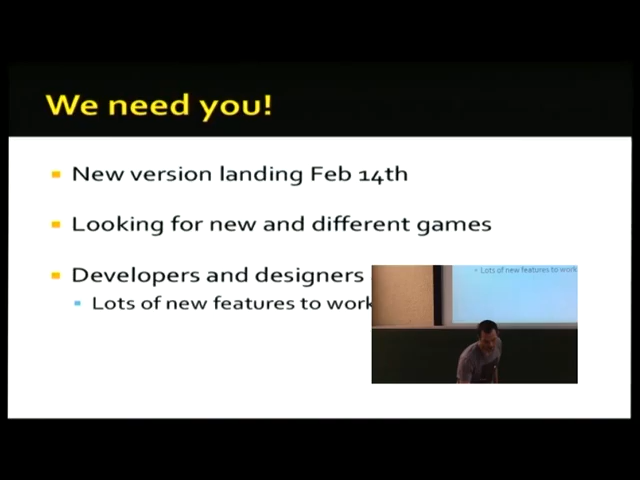 We need you!
New version landing Feb 14th
Looking for new and different games
Developers and designers
Lots of new features to work
Lots of new features to work